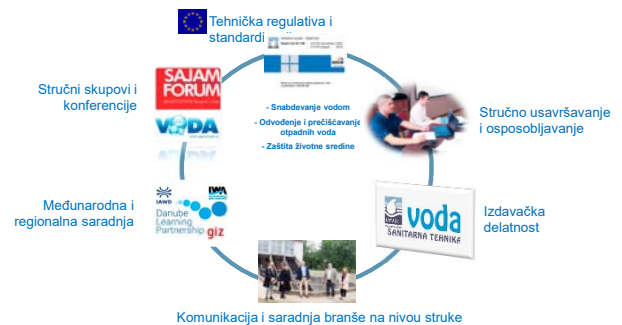 Tehnička regulativa i
standardi
Stručni skupovi i
konferencije
SAJAM
FORUM
VODA
- Snabdevanje vodom
- Odvođenje i prečišćavanje
otpadnih voda
- Zaštita životne sredine
Stručno usavršavanje
i osposobljavanje
Međunarodna i
regionalna saradnja
IAWD
IWA
Danube
Learning
Partnership
giz
voda
SANITARNA TEHNIKA
Izdavačka
delatnost
Komunikacija i saradnja branše na nivou struke